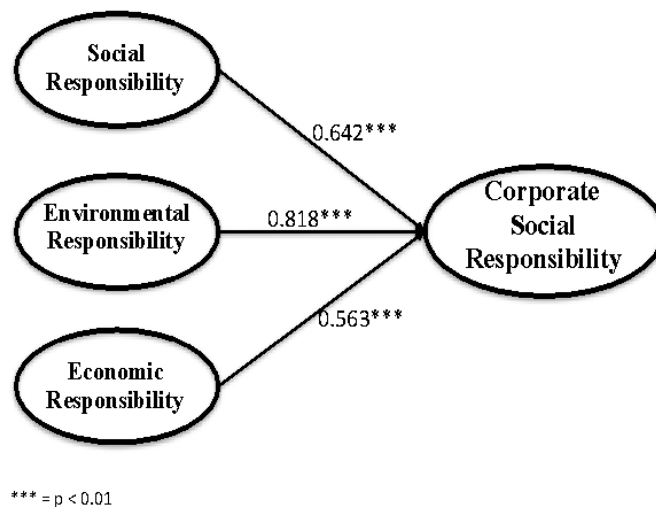 Social
Responsibility
0.642***
Environmental
Responsibility
0.818***
Corporate
Social
Responsibility
0.563***
Economic
Responsibility
*** = p < 0.01